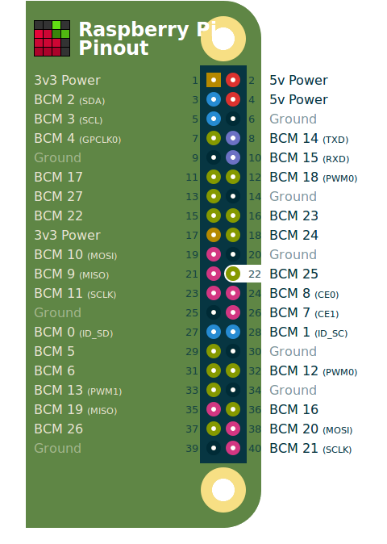 Raspberry Pi
Pinout
3v3 Power 1 2 5v Power
BCM 2 (SDA) 3 4 5v Power
BCM 3 (SCL) 5 6 Ground
BCM 4 (GPCLK0) 7 8 BCM 14 (TXD)
Ground 9 10 BCM 15 (RXD)
BCM 17 11 12 BCM 18 (PWM0)
BCM 27 13 14 Ground
BCM 22 15 16 BCM 23
3v3 Power 17 18 BCM 24
BCM 10 (MOSI) 19 20 Ground
BCM 9 (MISO) 21 22 BCM 25
BCM 11 (SCLK) 23 24 BCM 8 (CE0)
Ground 25 26 BCM 7 (CE1)
BCM 0 (ID_SD) 27 28 BCM 1 (ID_SC)
BCM 5 29 30 Ground
BCM 6 31 32 BCM 12 (PWM0)
BCM 13 (PWM1) 33 34 Ground
BCM 19 (MISO) 35 36 BCM 16
BCM 26 37 38 BCM 20 (MOSI)
Ground 39 40 BCM 21 (SCLK)